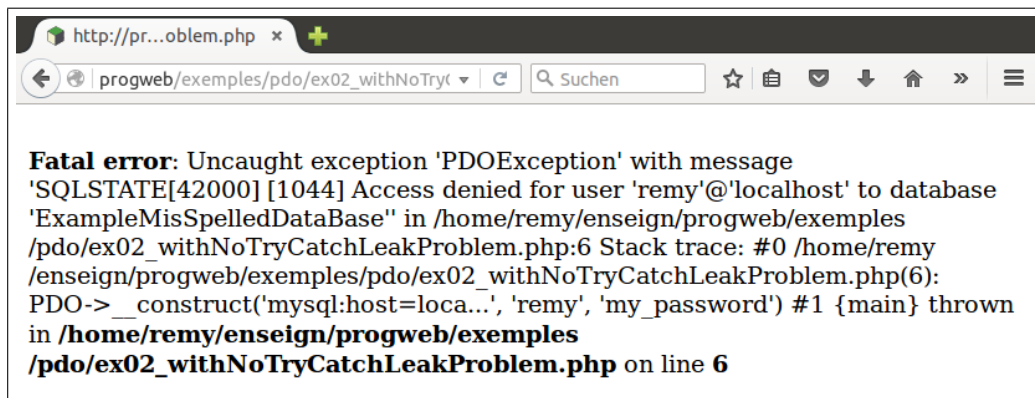 http://pr...oblem.php ×
progweb/exemples/pdo/ex02_withNoTry Suchen
Fatal error: Uncaught exception 'PDOException' with message
'SQLSTATE[42000] [1044] Access denied for user 'remy'@'localhost' to database
'ExampleMisSpelledDataBase'' in /home/remy/enseign/progweb/exemples
/pdo/ex02_withNoTryCatchLeakProblem.php:6 Stack trace: #0 /home/remy
/enseign/progweb/exemples/pdo/ex02_withNoTryCatchLeakProblem.php(6):
PDO->__construct('mysql:host=loca...', 'remy', 'my_password') #1 {main} thrown
in /home/remy/enseign/progweb/exemples
/pdo/ex02_withNoTryCatchLeakProblem.php on line 6